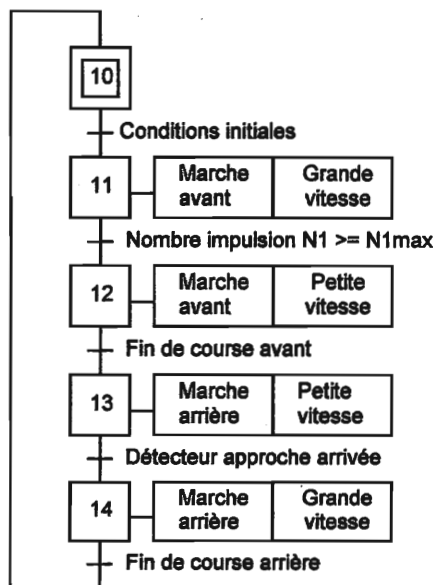 10
Conditions initiales
11
Marche avant
Grande vitesse
Nombre impulsion N1 >= N1max
12
Marche avant
Petite vitesse
Fin de course avant
13
Marche arrière
Petite vitesse
Détecteur approche arrivée
14
Marche arrière
Grande vitesse
Fin de course arrière